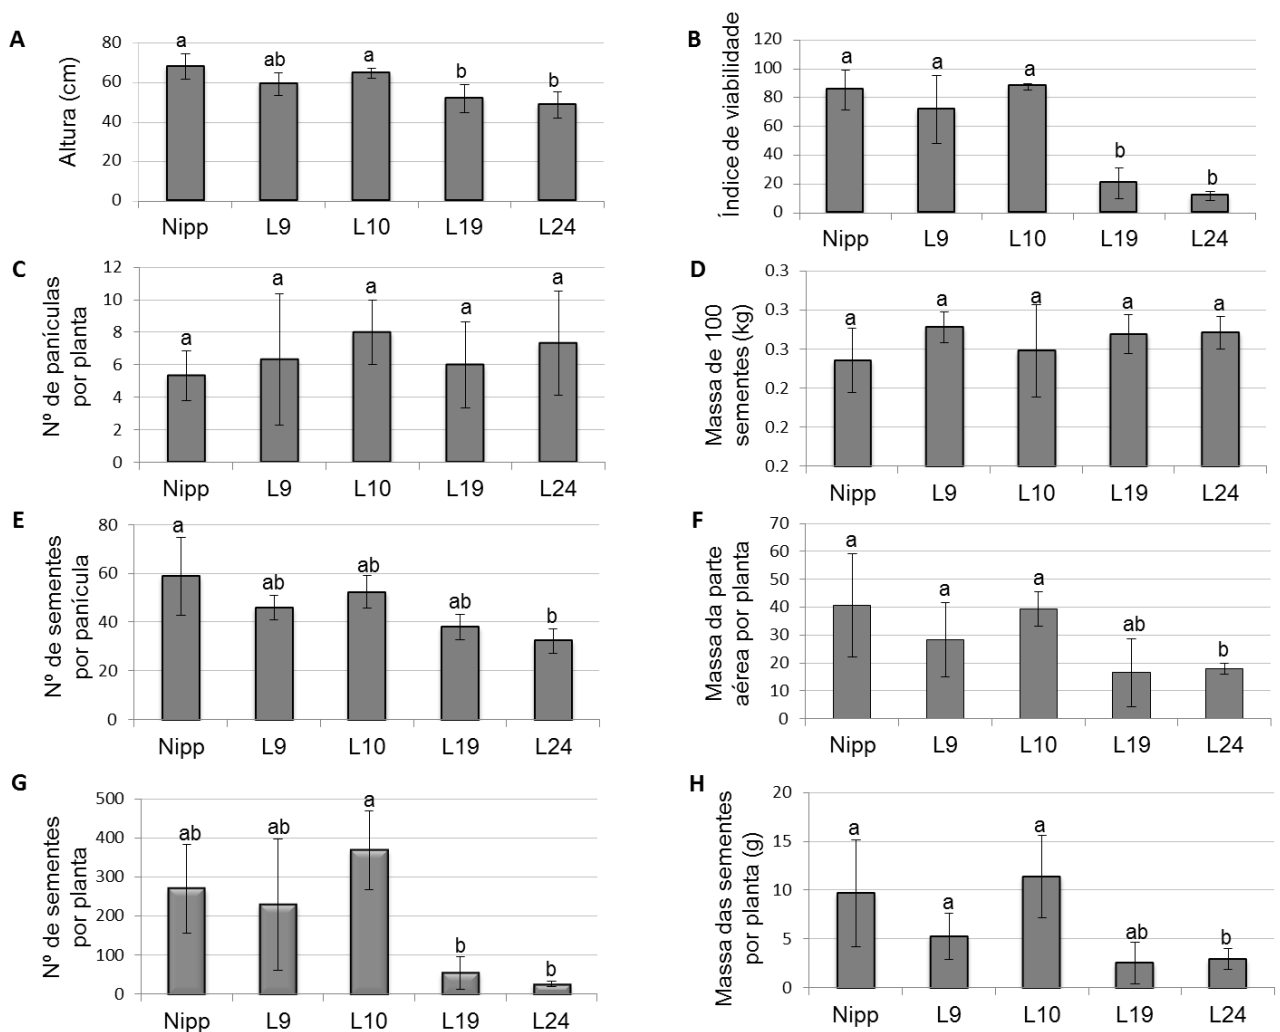 A
Altura (cm)
80
60
40
20
0
a
ab
a
b
b
Nipp L9 L10 L19 L24
B
Índice de viabilidade
120
100
80
60
40
20
0
a
a
a
b
b
Nipp L9 L10 L19 L24
C
Nº de panículas
por planta
12
10
8
6
4
2
0
a
a
a
a
a
Nipp L9 L10 L19 L24
D
Massa de 100
sementes (kg)
0.3
0.3
0.3
0.2
0.2
0.2
a
a
a
a
a
Nipp L9 L10 L19 L24
E
Nº de sementes
por panícula
80
60
40
20
0
a
ab
ab
ab
b
Nipp L9 L10 L19 L24
F
Massa da parte
aérea por planta
70
60
50
40
30
20
10
0
a
a
a
ab
b
Nipp L9 L10 L19 L24
G
Nº de sementes
por planta
500
400
300
200
100
0
ab
ab
a
b
b
Nipp L9 L10 L19 L24
H
Massa das sementes
por planta (g)
20
15
10
5
0
a
a
a
ab
b
Nipp L9 L10 L19 L24